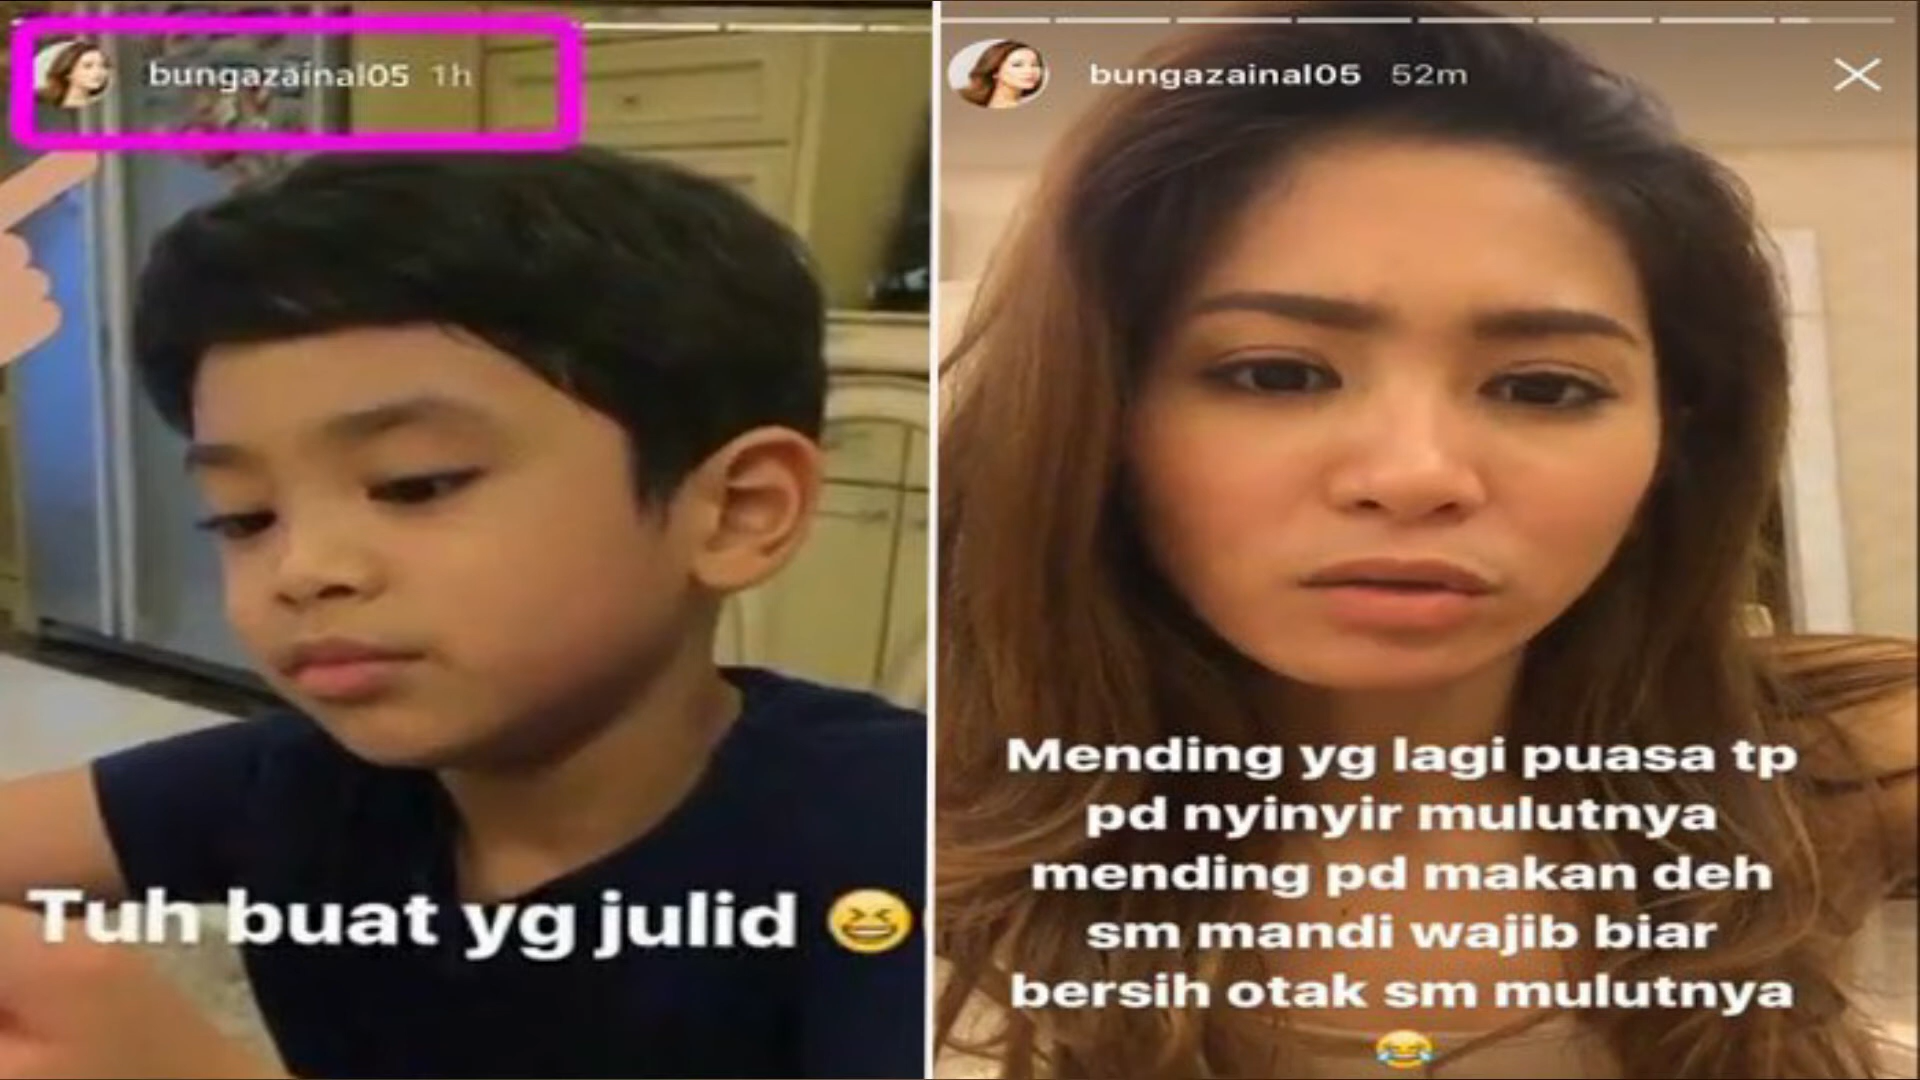 bungazainal05 1h
Tuh buat yg julid 😆
bungazainal05 52m
Mending yg lagi puasa tp
pd nyinyir mulutnya
mending pd makan deh
sm mandi wajib biar
bersih otak sm mulutnya
😂